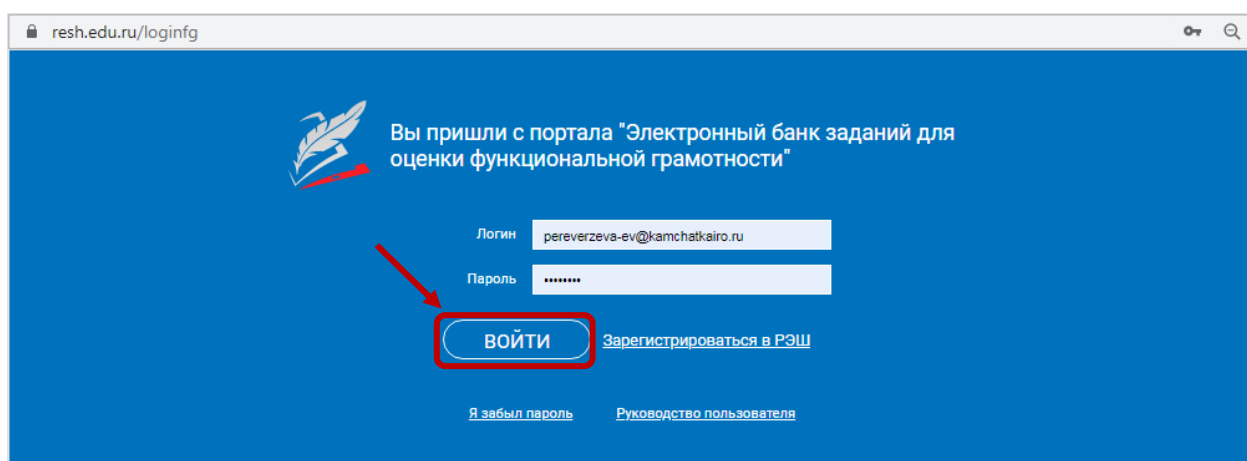 resh.edu.ru/loginfg
Вы пришли с портала "Электронный банк заданий для
оценки функциональной грамотности"
Логин pereverzeva-ev@kamchatkairo.ru
Пароль ••••••••
ВОЙТИ Зарегистрироваться в РЭШ
Я забыл пароль Руководство пользователя